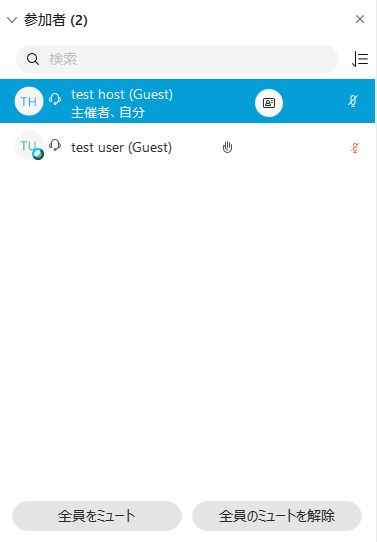 参加者 (2)
検索
TH
test host (Guest)
主催者、自分
TU
test user (Guest)
全員をミュート
全員のミュートを解除